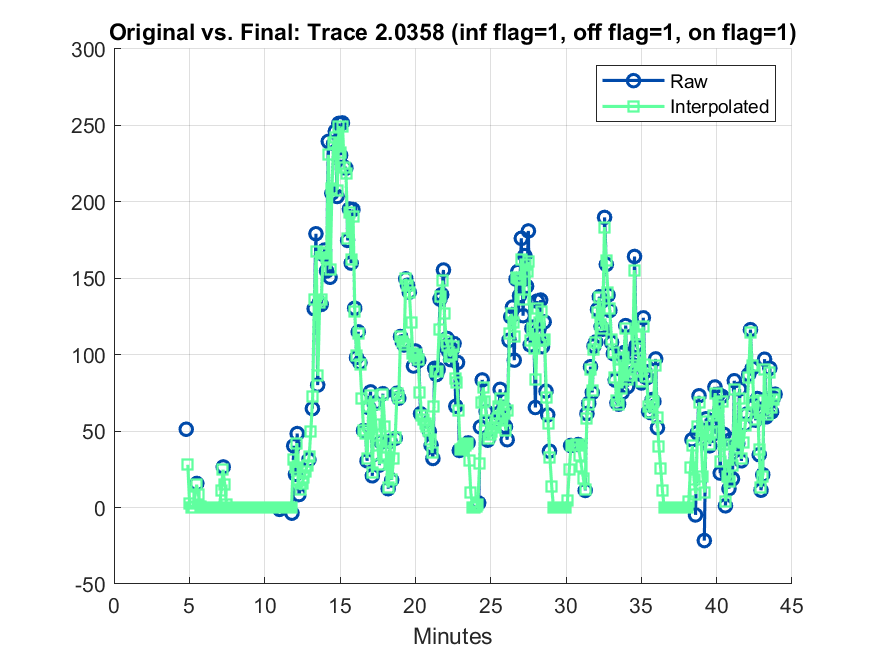 Original vs. Final: Trace 2.0358 (inf flag=1, off flag=1, on flag=1)
300
250
200
150
100
50
0
-50
Raw
Interpolated
0 5 10 15 20 25 30 35 40 45
Minutes